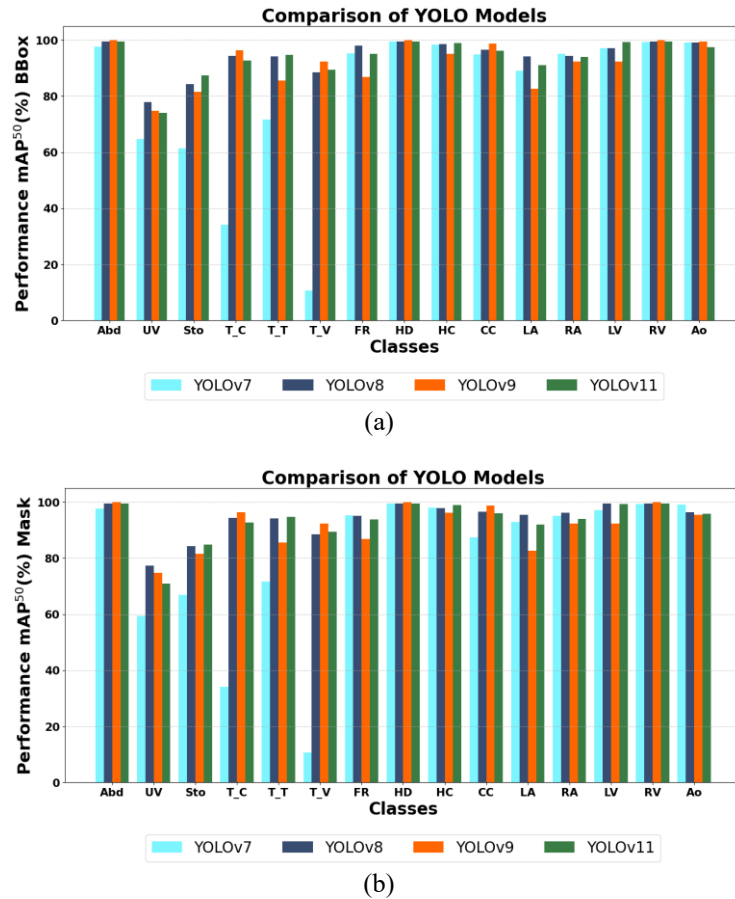 Comparison of YOLO Models
Performance mAP⁵⁰(%) BBox
100
80
60
40
20
0
Abd UV Sto T_C T_T T_V FR HD HC CC LA RA LV RV Ao
Classes
YOLOv7 YOLOv8 YOLOv9 YOLOv11
(a)
Comparison of YOLO Models
Performance mAP⁵⁰(%) Mask
100
80
60
40
20
0
Abd UV Sto T_C T_T T_V FR HD HC CC LA RA LV RV Ao
Classes
YOLOv7 YOLOv8 YOLOv9 YOLOv11
(b)